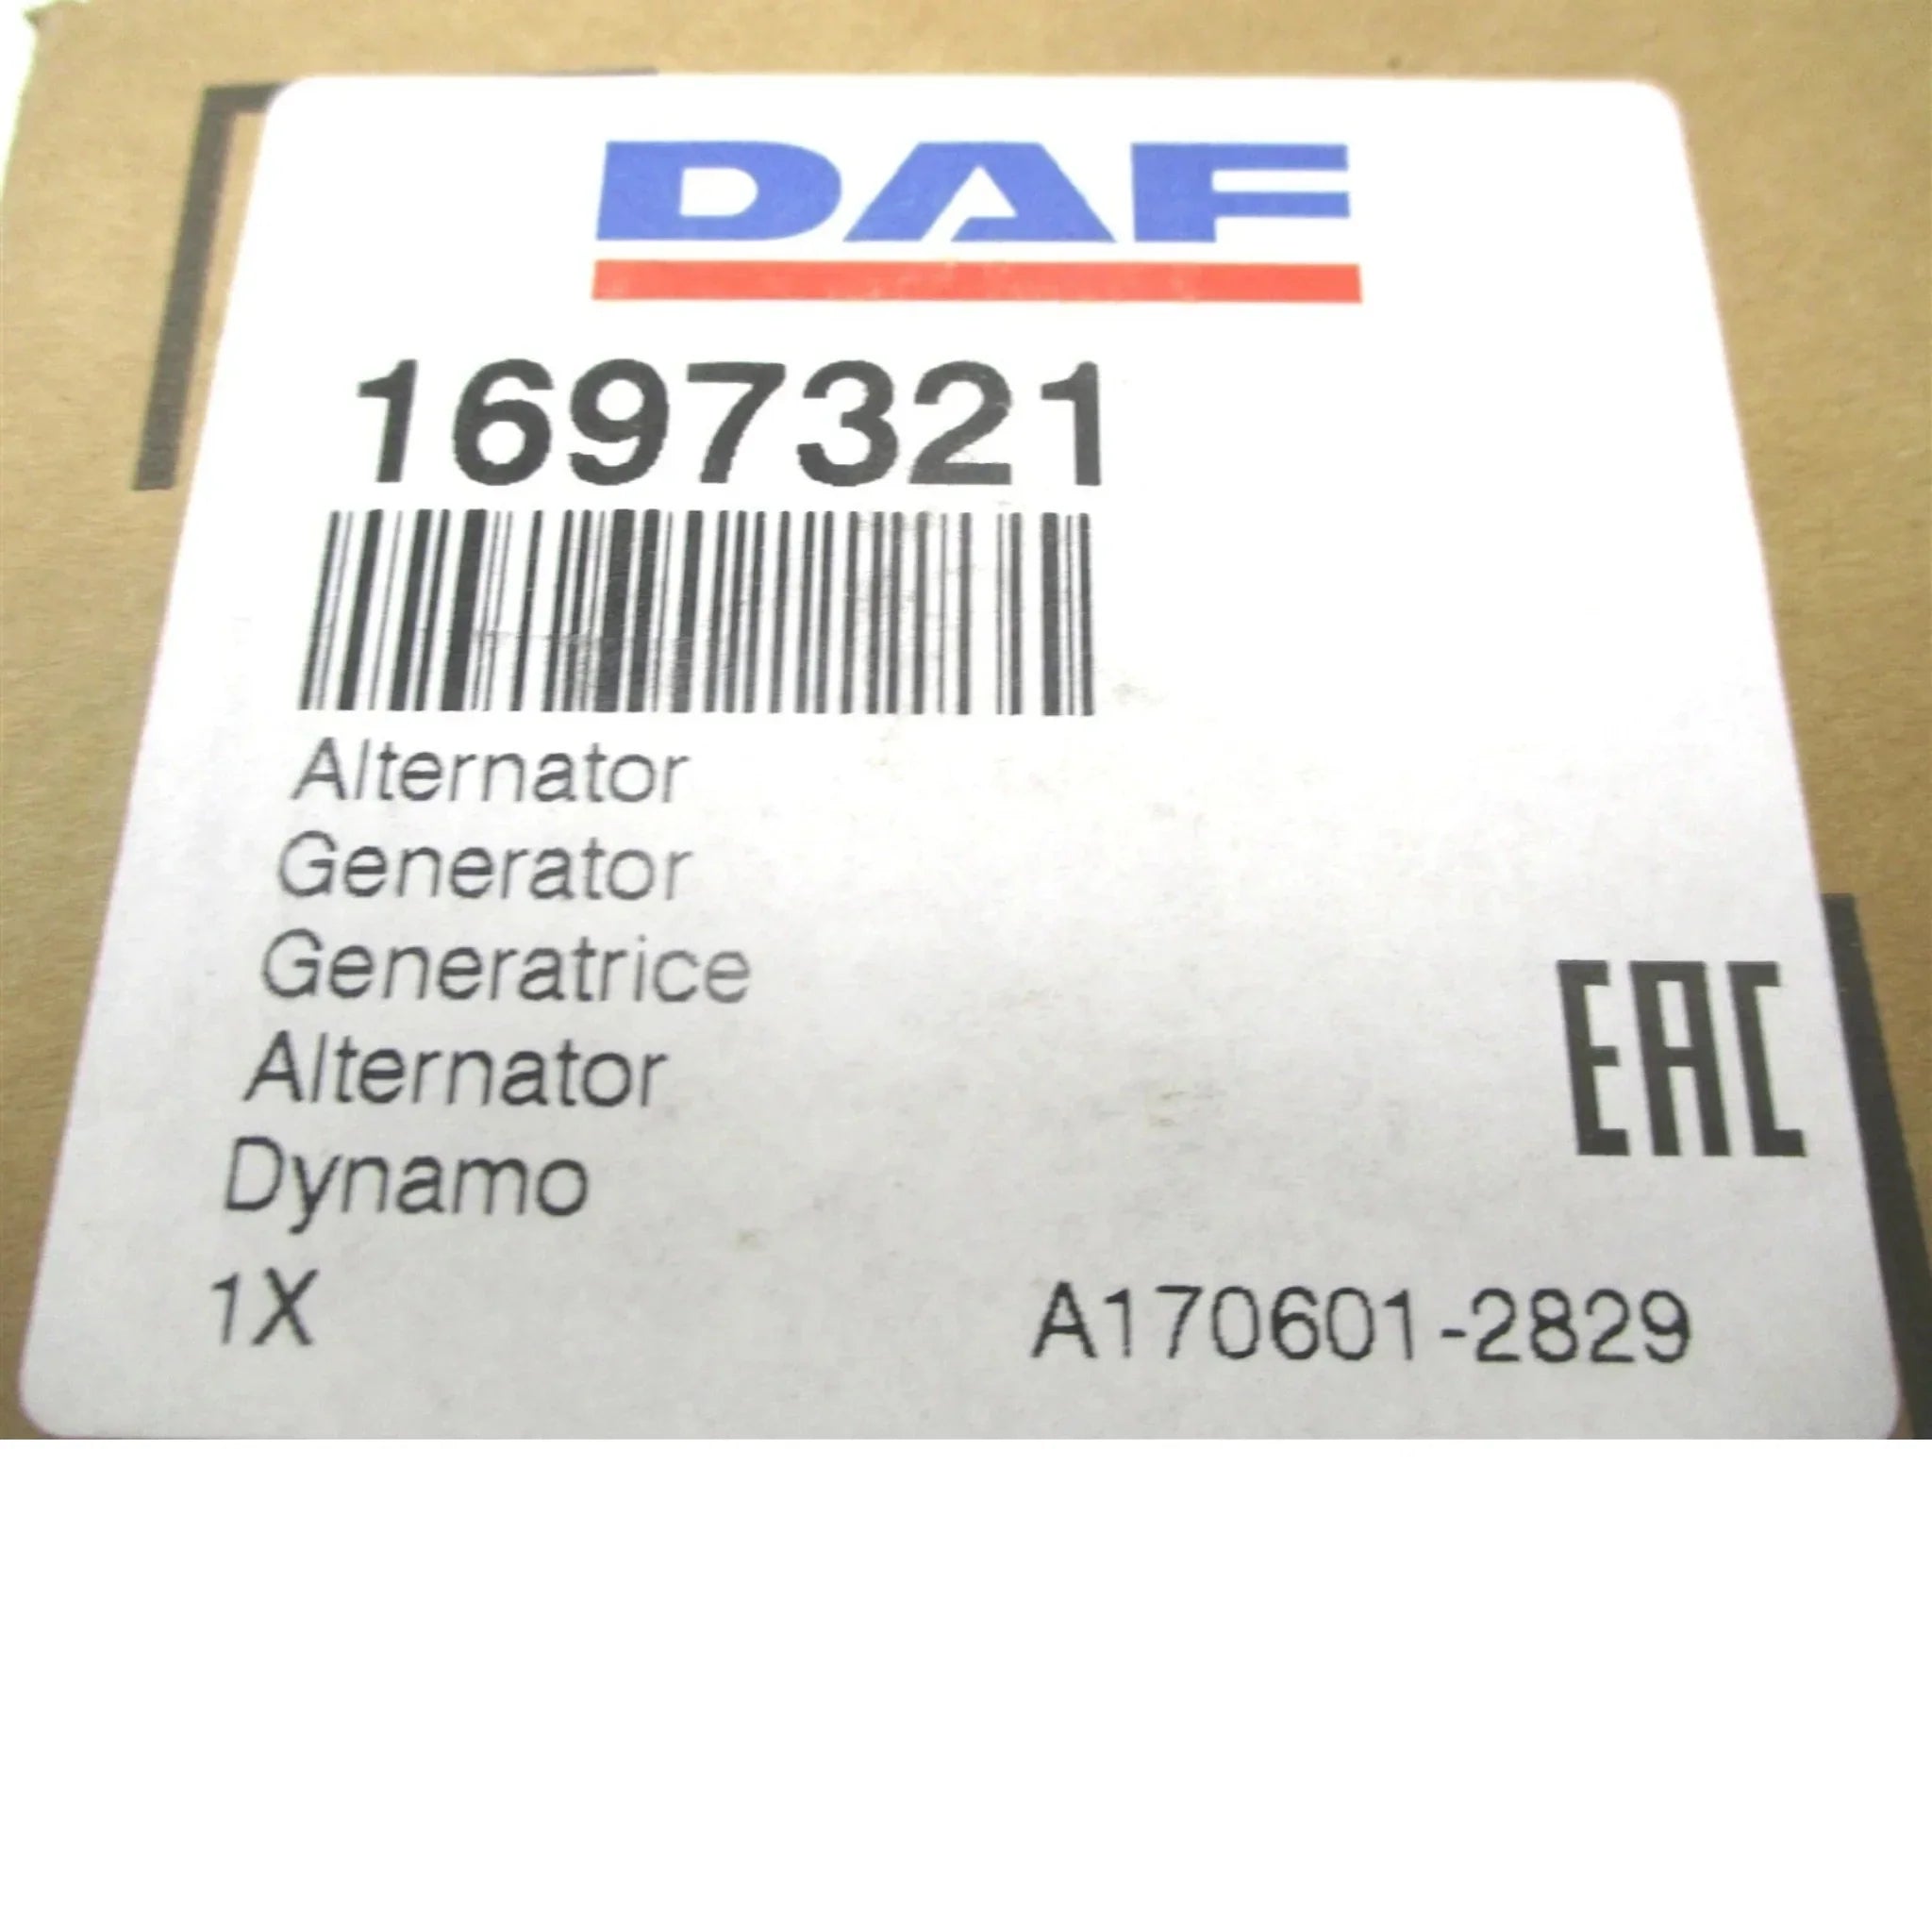 DAF
1697321
Alternator
Generator
Generatrice
Alternator
Dynamo
EAC
1X A170601-2829